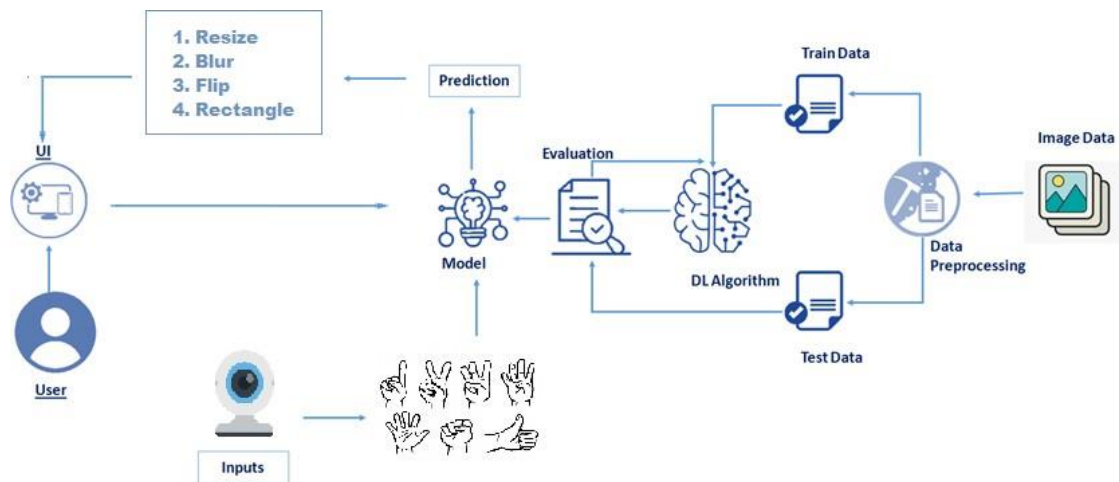 1. Resize
2. Blur
3. Flip
4. Rectangle
Prediction
Train Data
Image Data
UI
Evaluation
Model
DL Algorithm
Data
Preprocessing
User
Test Data
Inputs